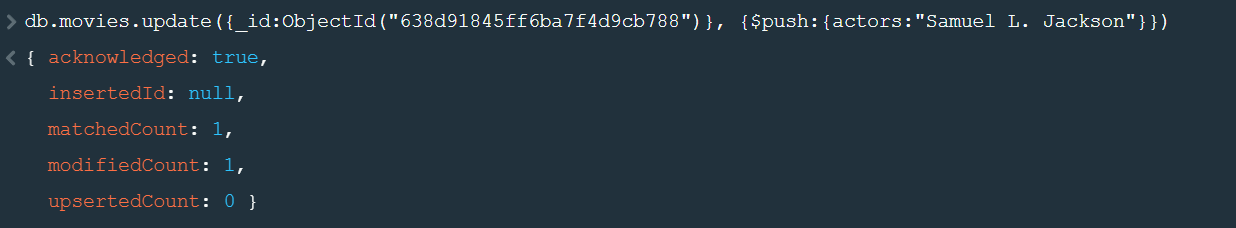 > db.movies.update({_id:ObjectId("638d91845ff6ba7f4d9cb788")}, {$push:{actors:"Samuel L. Jackson"}})
< { acknowledged: true,
insertedId: null,
matchedCount: 1,
modifiedCount: 1,
upsertedCount: 0 }